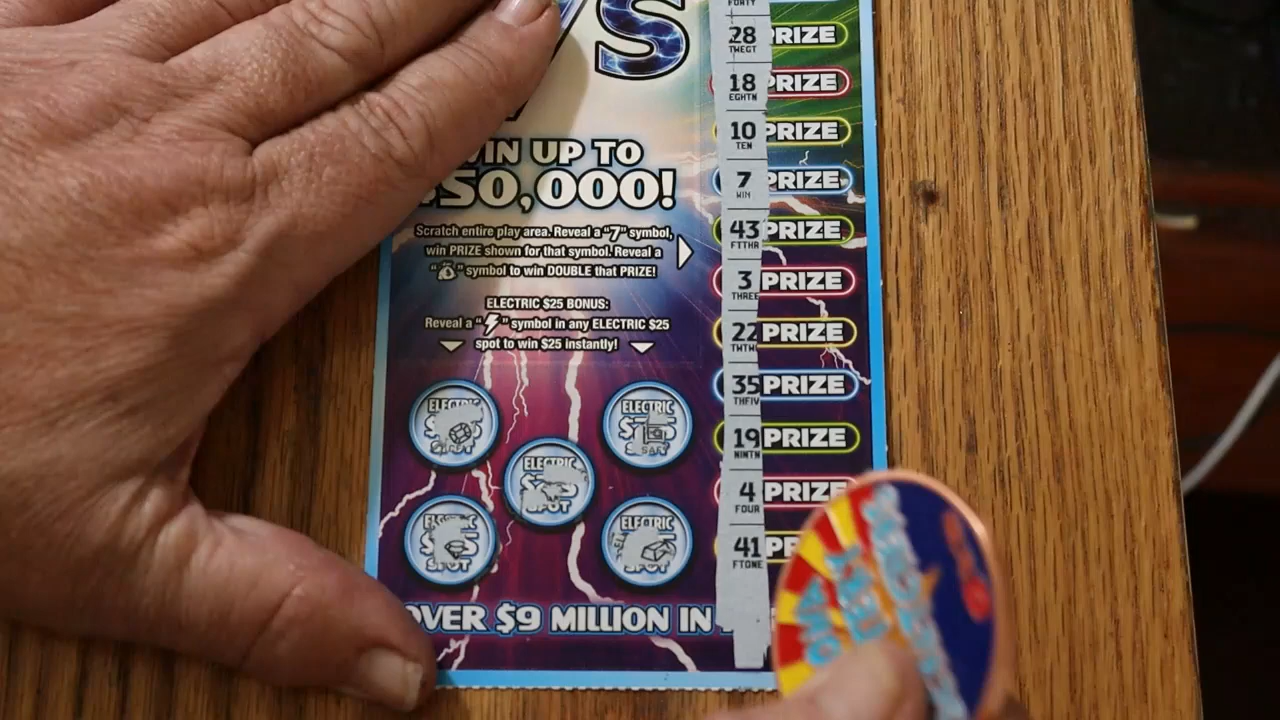 7s
WIN UP TO
$50,000!
Scratch entire play area. Reveal a "7" symbol,
win PRIZE shown for that symbol. Reveal a
" " symbol to win DOUBLE that PRIZE!
ELECTRIC $25 BONUS:
Reveal a " " symbol in any ELECTRIC $25
spot to win $25 instantly!
ELECTRIC
SPOT
ELECTRIC
SAFE
ELECTRIC
SPOT
ELECTRIC
SPOT
ELECTRIC
SPOT
OVER $9 MILLION IN
FORTY
28 PRIZE
TWEGT
18 PRIZE
EGHTN
10 PRIZE
TEN
7 PRIZE
WIN
43 PRIZE
FTTHR
3 PRIZE
THREE
22 PRIZE
TWTW
35 PRIZE
THFIV
19 PRIZE
NINTN
4 PRIZE
FOUR
41
FTONE